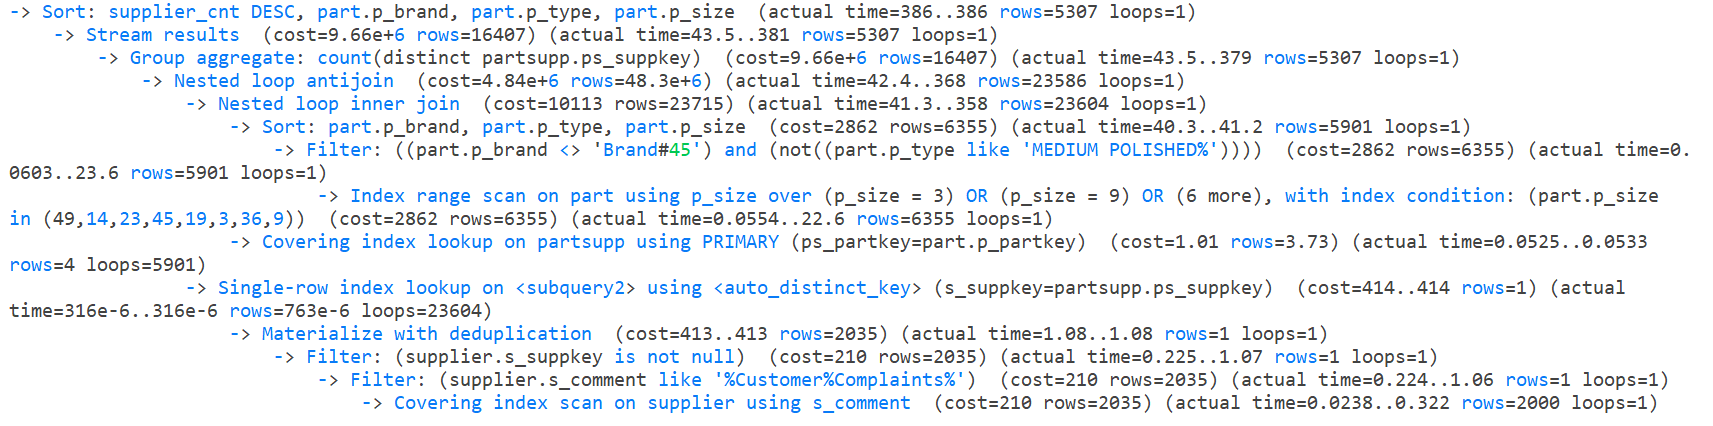 -> Sort: supplier_cnt DESC, part.p_brand, part.p_type, part.p_size  (actual time=386..386 rows=5307 loops=1)
    -> Stream results  (cost=9.66e+6 rows=16407) (actual time=43.5..381 rows=5307 loops=1)
        -> Group aggregate: count(distinct partsupp.ps_suppkey)  (cost=9.66e+6 rows=16407) (actual time=43.5..379 rows=5307 loops=1)
            -> Nested loop antijoin  (cost=4.84e+6 rows=48.3e+6) (actual time=42.4..368 rows=23586 loops=1)
                -> Nested loop inner join  (cost=10113 rows=23715) (actual time=41.3..358 rows=23604 loops=1)
                    -> Sort: part.p_brand, part.p_type, part.p_size  (cost=2862 rows=6355) (actual time=40.3..41.2 rows=5901 loops=1)
                        -> Filter: ((part.p_brand <> 'Brand#45') and (not((part.p_type like 'MEDIUM POLISHED%'))))  (cost=2862 rows=6355) (actual time=0.
0603..23.6 rows=5901 loops=1)
                            -> Index range scan on part using p_size over (p_size = 3) OR (p_size = 9) OR (6 more), with index condition: (part.p_size
in (49,14,23,45,19,3,36,9))  (cost=2862 rows=6355) (actual time=0.0554..22.6 rows=6355 loops=1)
                    -> Covering index lookup on partsupp using PRIMARY (ps_partkey=part.p_partkey)  (cost=1.01 rows=3.73) (actual time=0.0525..0.0533
rows=4 loops=5901)
                -> Single-row index lookup on <subquery2> using <auto_distinct_key> (s_suppkey=partsupp.ps_suppkey)  (cost=414..414 rows=1) (actual
time=316e-6..316e-6 rows=763e-6 loops=23604)
                    -> Materialize with deduplication  (cost=413..413 rows=2035) (actual time=1.08..1.08 rows=1 loops=1)
                        -> Filter: (supplier.s_suppkey is not null)  (cost=210 rows=2035) (actual time=0.225..1.07 rows=1 loops=1)
                            -> Filter: (supplier.s_comment like '%Customer%Complaints%')  (cost=210 rows=2035) (actual time=0.224..1.06 rows=1 loops=1)
                                -> Covering index scan on supplier using s_comment  (cost=210 rows=2035) (actual time=0.0238..0.322 rows=2000 loops=1)